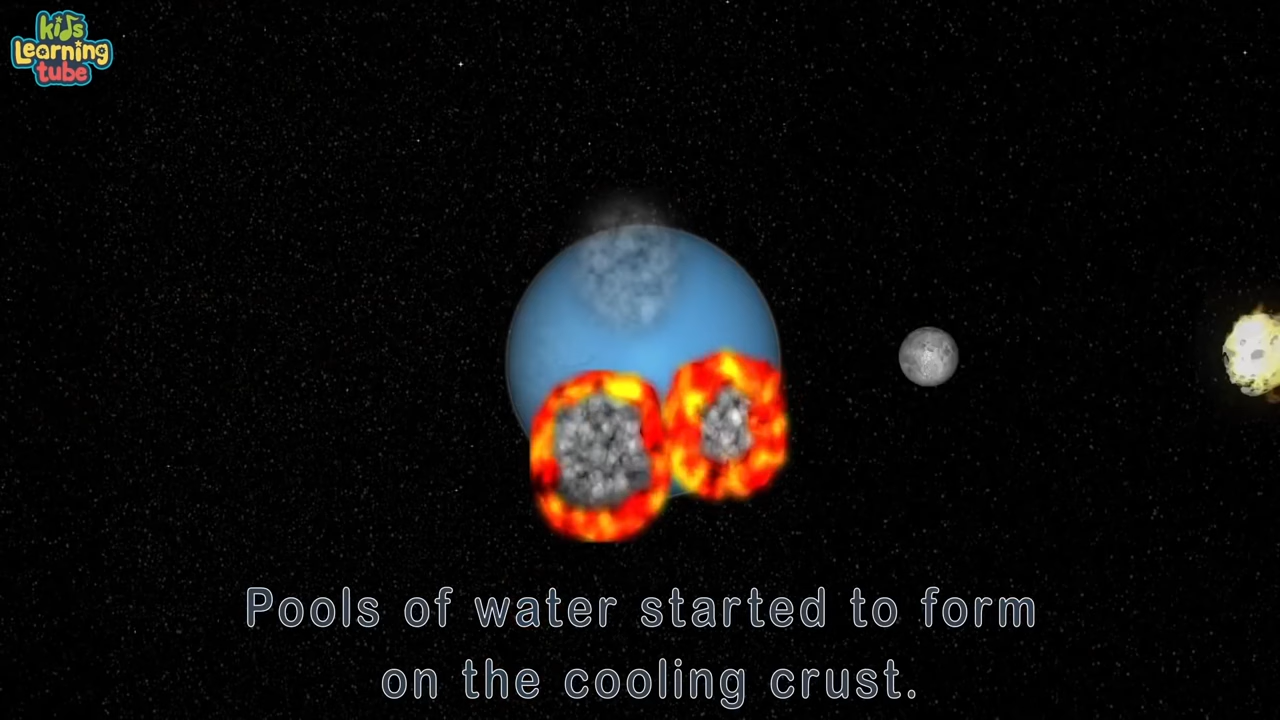 kids
Learning
tube
Pools of water started to form
on the cooling crust.